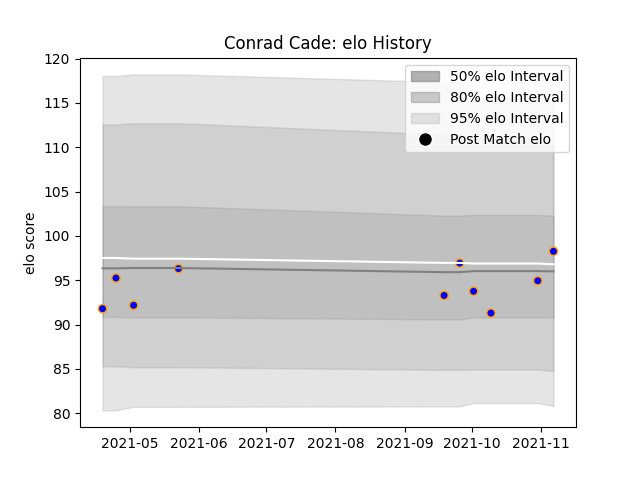 Conrad Cade: elo History
120
115
110
105
100
95
90
85
80
elo score
50% elo Interval
80% elo Interval
95% elo Interval
Post Match elo
2021-05 2021-06 2021-07 2021-08 2021-09 2021-10 2021-11